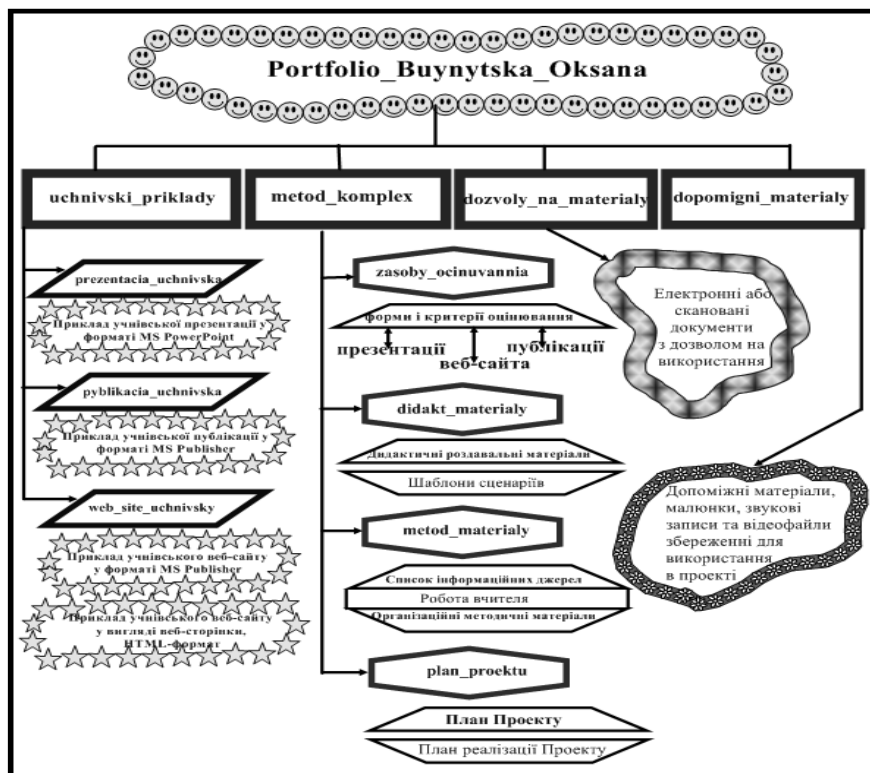 Portfolio_Buynytska_Oksana
uchnivski_priklady
metod_komplex
dozvoly_na_materialy
dopomigni_materialy
prezentacia_uchnivska
Приклад учнівської презентації у
форматі MS PowerPoint
pyblikacia_uchnivska
Приклад учнівської публікації у
форматі MS Publisher
web_site_uchnivsky
Приклад учнівського веб-сайту
у форматі MS Publisher
Приклад учнівського веб-сайту
у вигляді веб-сторінки,
HTML-формат
zasoby_ocinuvannia
форми і критерії оцінювання
презентації
веб-сайта
публікації
didakt_materialy
Дидактичні роздавальні матеріали
Шаблони сценаріїв
metod_materialy
Список інформаційних джерел
Робота вчителя
Організаційні методичні матеріали
plan_proektu
План Проекту
План реалізації Проекту
Електронні або
скановані
документи
з дозволом на
використання
Допоміжні матеріали,
малюнки, звукові
записи та відеофайли
збереженні для
використання
в проекті